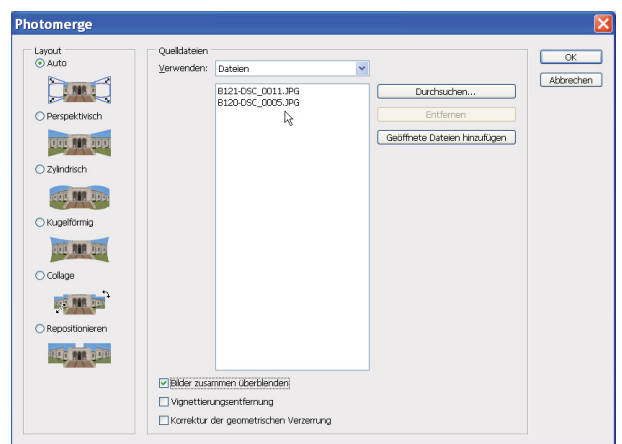 Photomerge
Layout
Auto
Perspektivisch
Zylindrisch
Kugelförmig
Collage
Repositionieren
Quelldateien
Verwenden: Dateien
B121-DSC_0011.JPG
B120-DSC_0005.JPG
Durchsuchen...
Entfernen
Geöffnete Dateien hinzufügen
Bilder zusammen überblenden
Vignettierungsentfernung
Korrektur der geometrischen Verzerrung
OK
Abbrechen